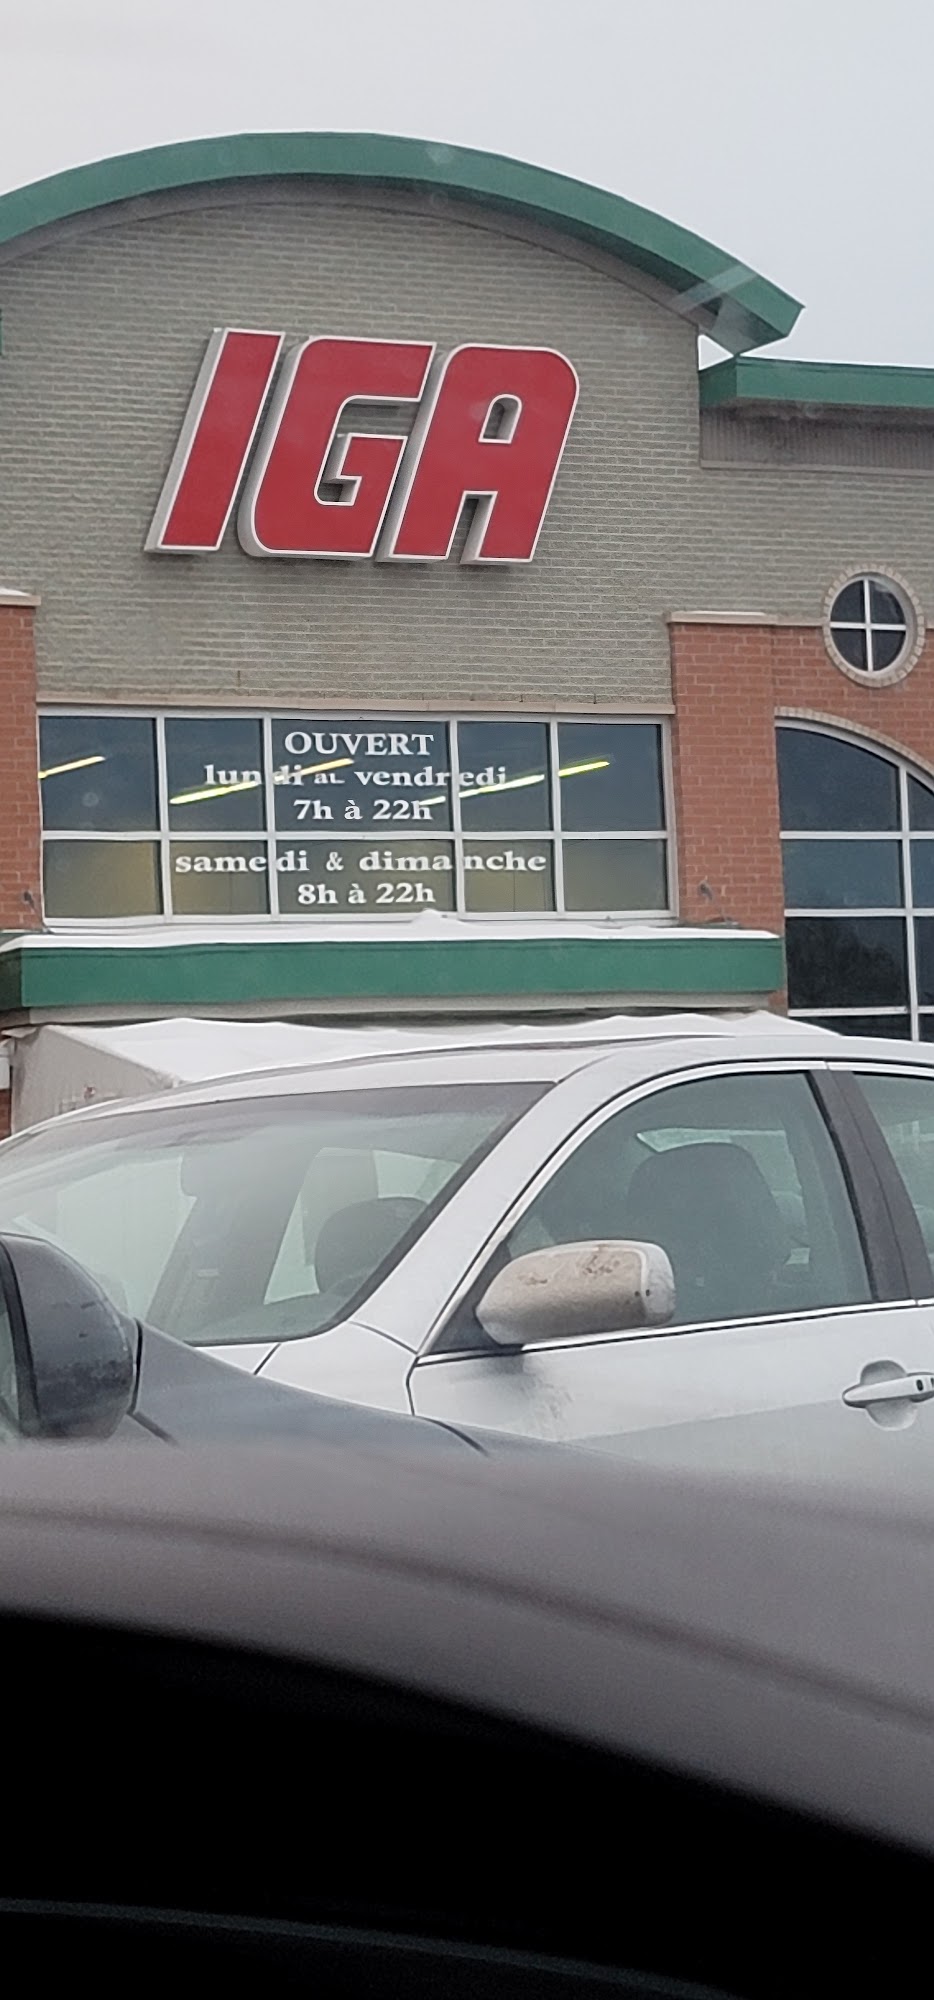 IGA
OUVERT
lundi au vendredi
7h à 22h
samedi & dimanche
8h à 22h